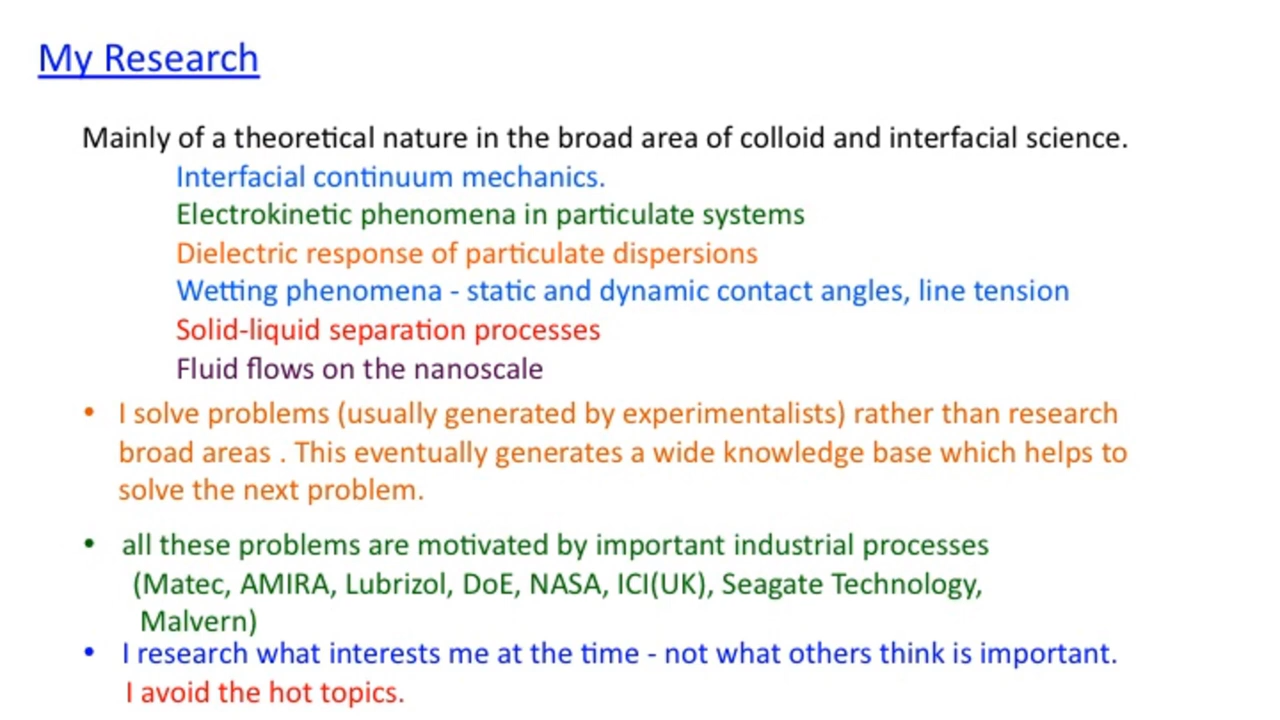 My Research
Mainly of a theoretical nature in the broad area of colloid and interfacial science.
Interfacial continuum mechanics.
Electrokinetic phenomena in particulate systems
Dielectric response of particulate dispersions
Wetting phenomena - static and dynamic contact angles, line tension
Solid-liquid separation processes
Fluid flows on the nanoscale
• I solve problems (usually generated by experimentalists) rather than research
broad areas . This eventually generates a wide knowledge base which helps to
solve the next problem.
• all these problems are motivated by important industrial processes
(Matec, AMIRA, Lubrizol, DoE, NASA, ICI(UK), Seagate Technology,
Malvern)
• I research what interests me at the time - not what others think is important.
I avoid the hot topics.